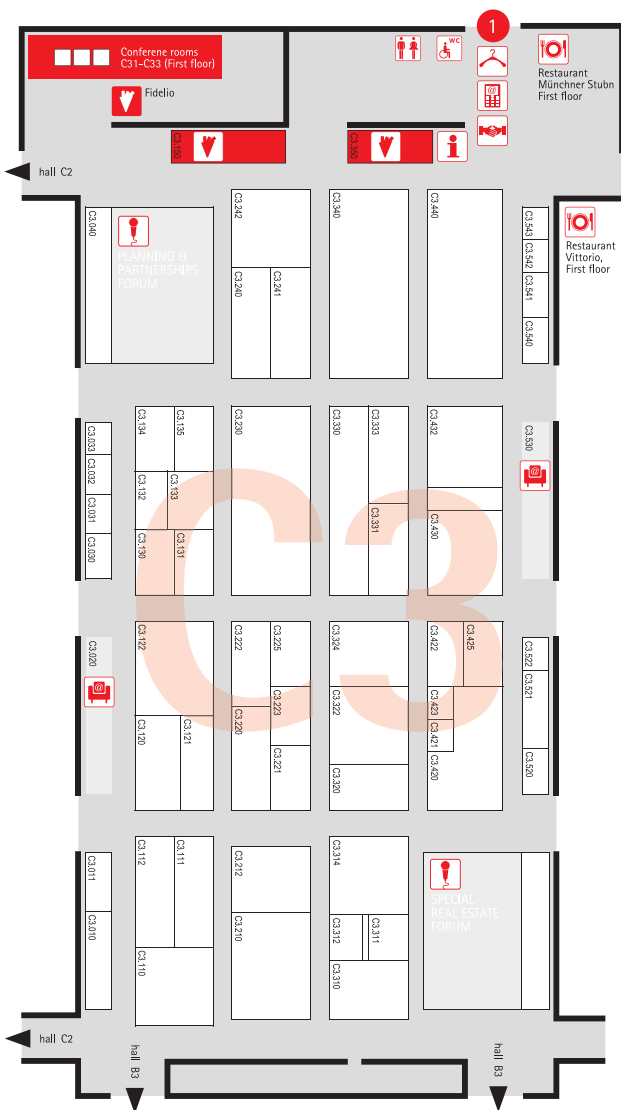 1
Conferene rooms
C31–C33 (First floor)
WC
@
Restaurant
Münchner Stubn
First floor
Fidelio
C3.150
C3.350
i
hall C2
C3.040
PLANNING &
PARTNERSHIPS
FORUM
C3.242
C3.340
C3.440
C3.543
C3.542
C3.541
C3.540
Restaurant
Vittorio,
First floor
C3.240
C3.241
C3.033
C3.032
C3.031
C3.030
C3.134
C3.135
C3.132
C3.133
C3.130
C3.131
C3.230
C3.330
C3.333
C3.331
C3.432
C3.430
C3.530
@
C3
C3.020
@
C3.122
C3.120
C3.121
C3.222
C3.225
C3.223
C3.220
C3.221
C3.324
C3.322
C3.320
C3.422
C3.425
C3.423
C3.421
C3.420
C3.522
C3.521
C3.520
C3.011
C3.010
C3.112
C3.111
C3.110
C3.212
C3.210
C3.314
C3.312
C3.311
C3.310
SPECIAL
REAL ESTATE
FORUM
hall C2
hall B3
hall B3